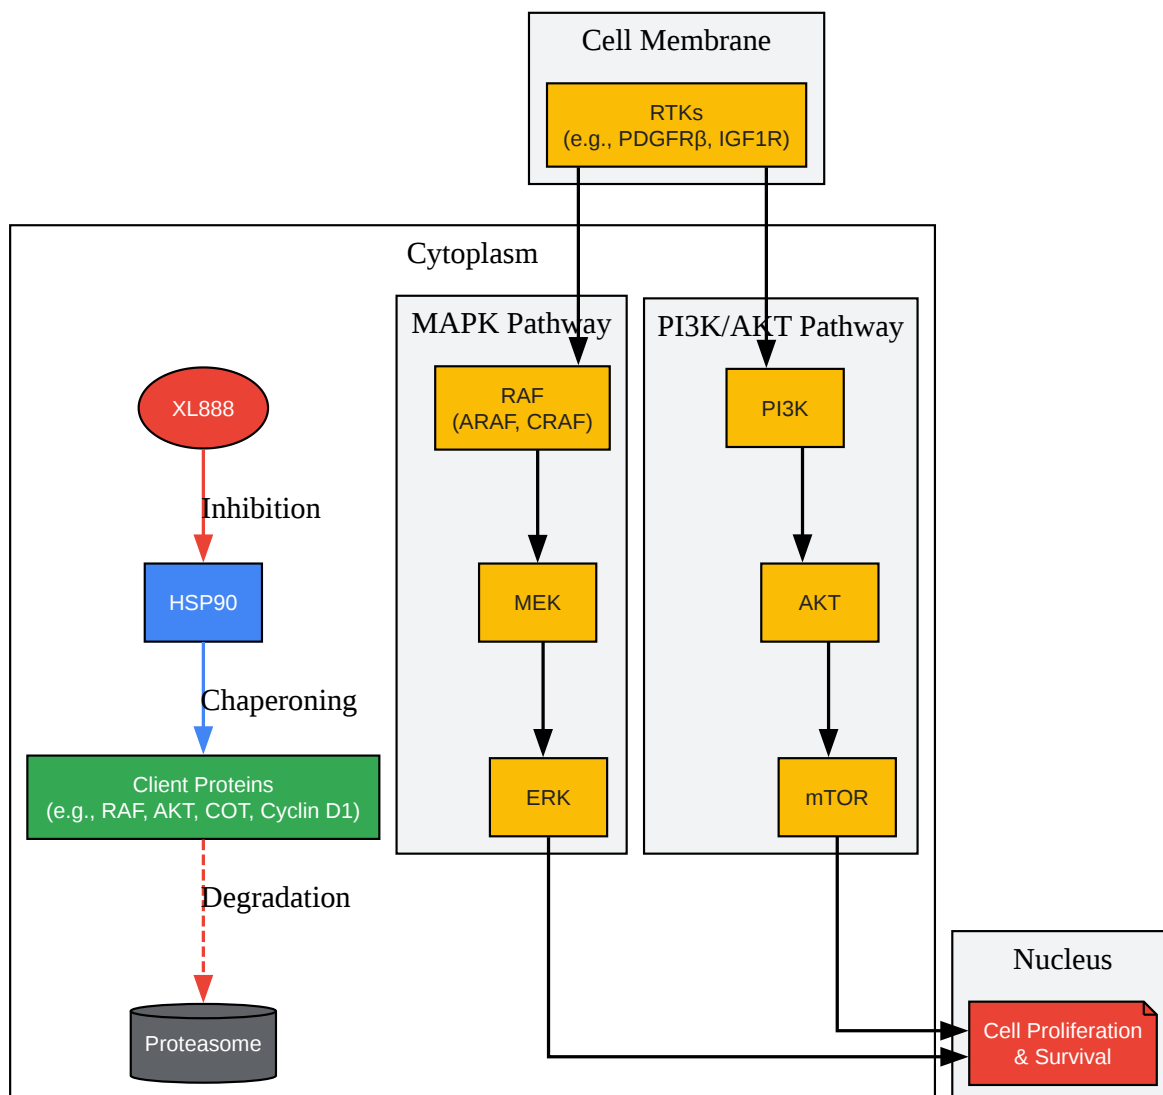 Cell Membrane
RTKs
(e.g., PDGFRβ, IGF1R)
Cytoplasm
MAPK Pathway
PI3K/AKT Pathway
XL888
RAF
(ARAF, CRAF)
PI3K
Inhibition
HSP90
MEK
AKT
Chaperoning
Client Proteins
(e.g., RAF, AKT, COT, Cyclin D1)
ERK
mTOR
Degradation
Nucleus
Proteasome
Cell Proliferation
& Survival